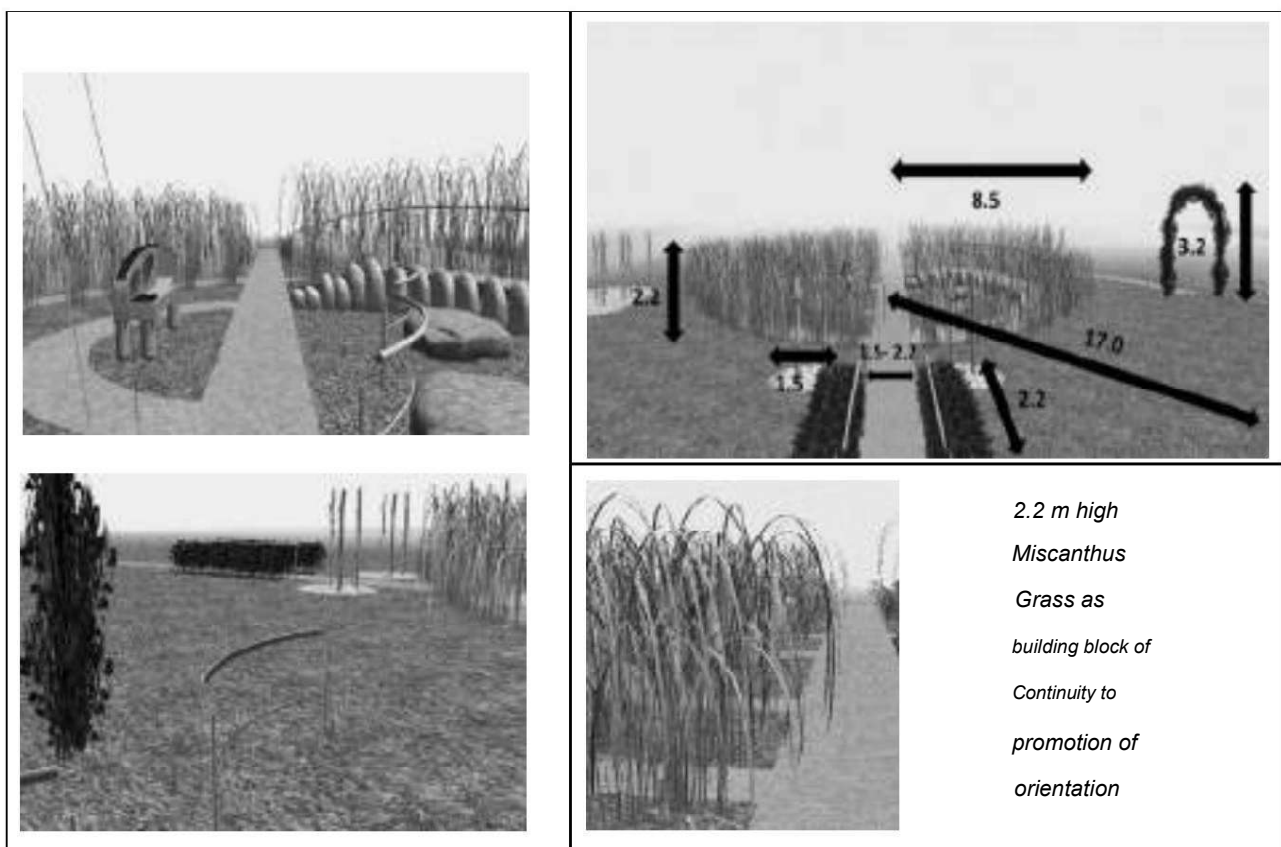 8.5
3.2
2.2
17.0
1.5- 2.2
1.5
2.2
2.2 m high
Miscanthus
Grass as
building block of
Continuity to
promotion of
orientation